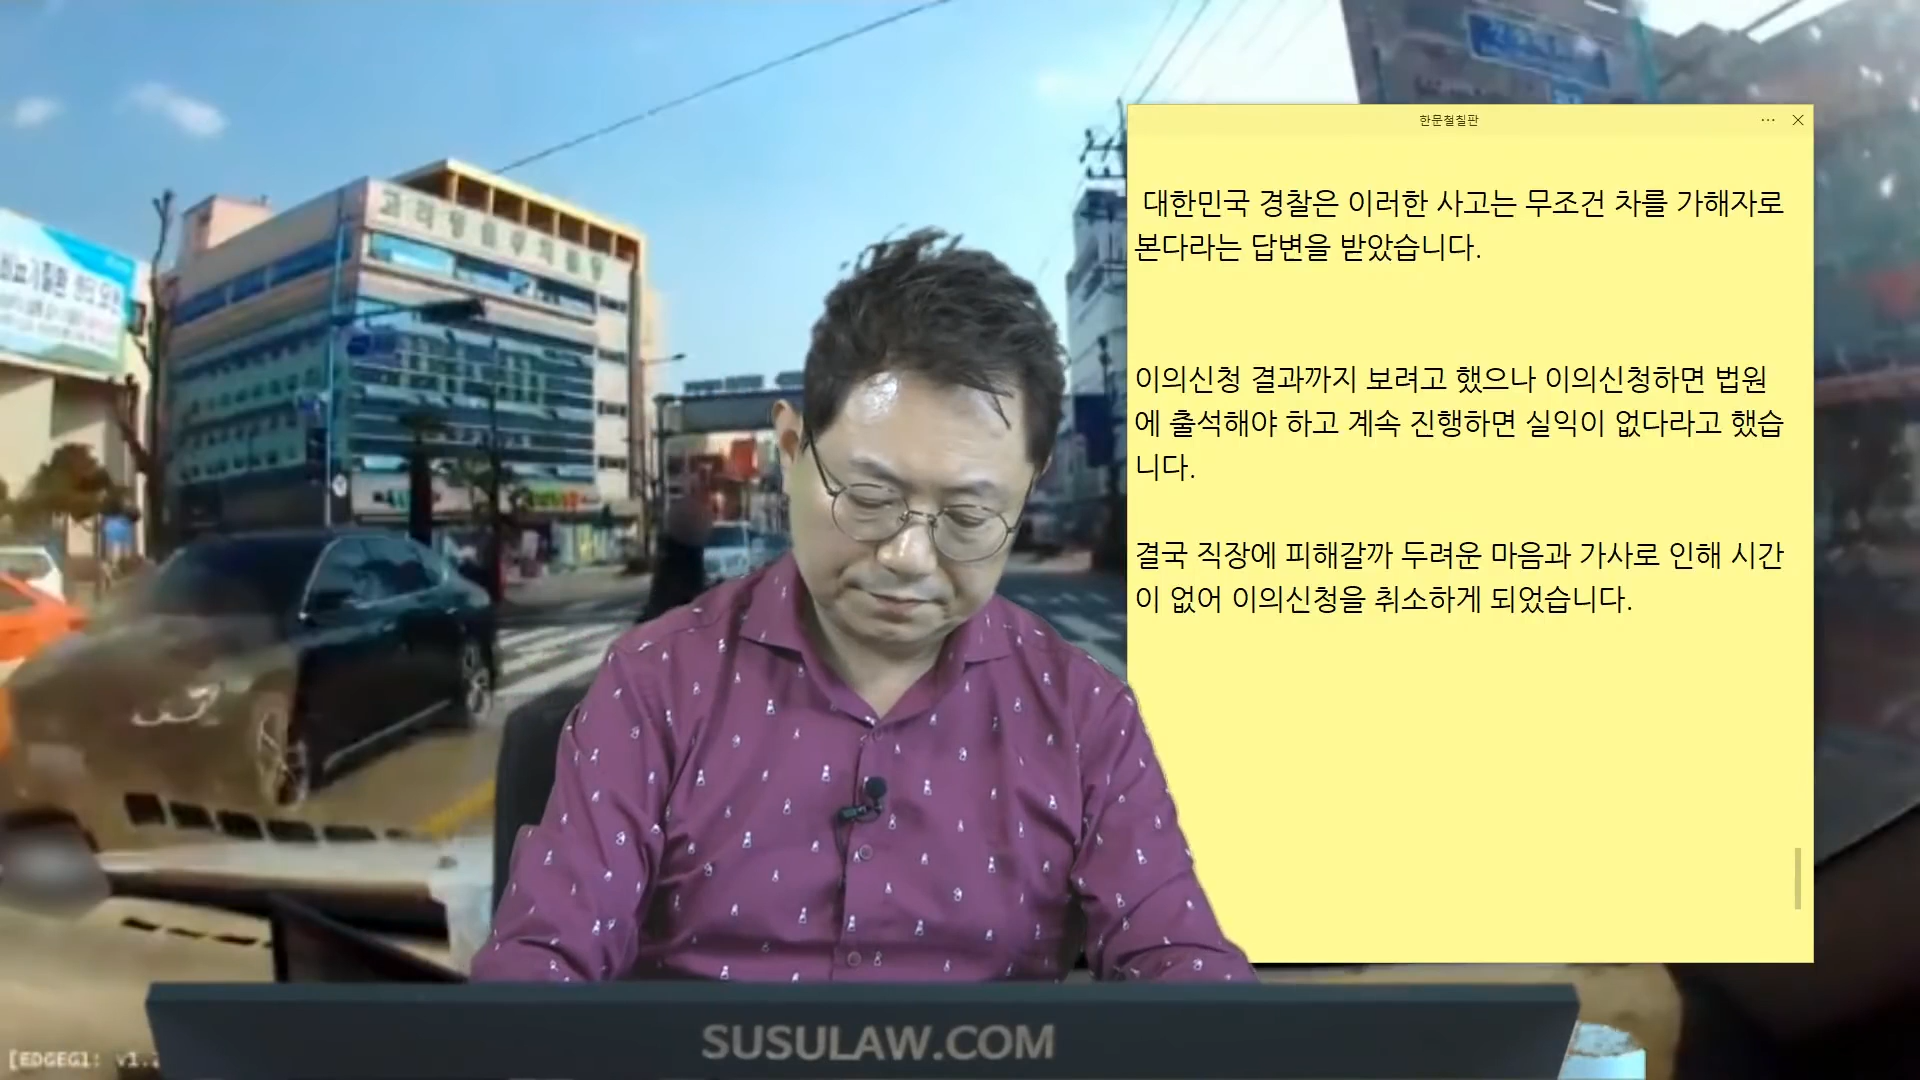 한문철칠판
대한민국 경찰은 이러한 사고는 무조건 차를 가해자로
본다라는 답변을 받았습니다.
이의신청 결과까지 보려고 했으나 이의신청하면 법원
에 출석해야 하고 계속 진행하면 실익이 없다라고 했습
니다.
결국 직장에 피해갈까 두려운 마음과 가사로 인해 시간
이 없어 이의신청을 취소하게 되었습니다.
SUSULAW.COM
[EDGEG1: v1.2